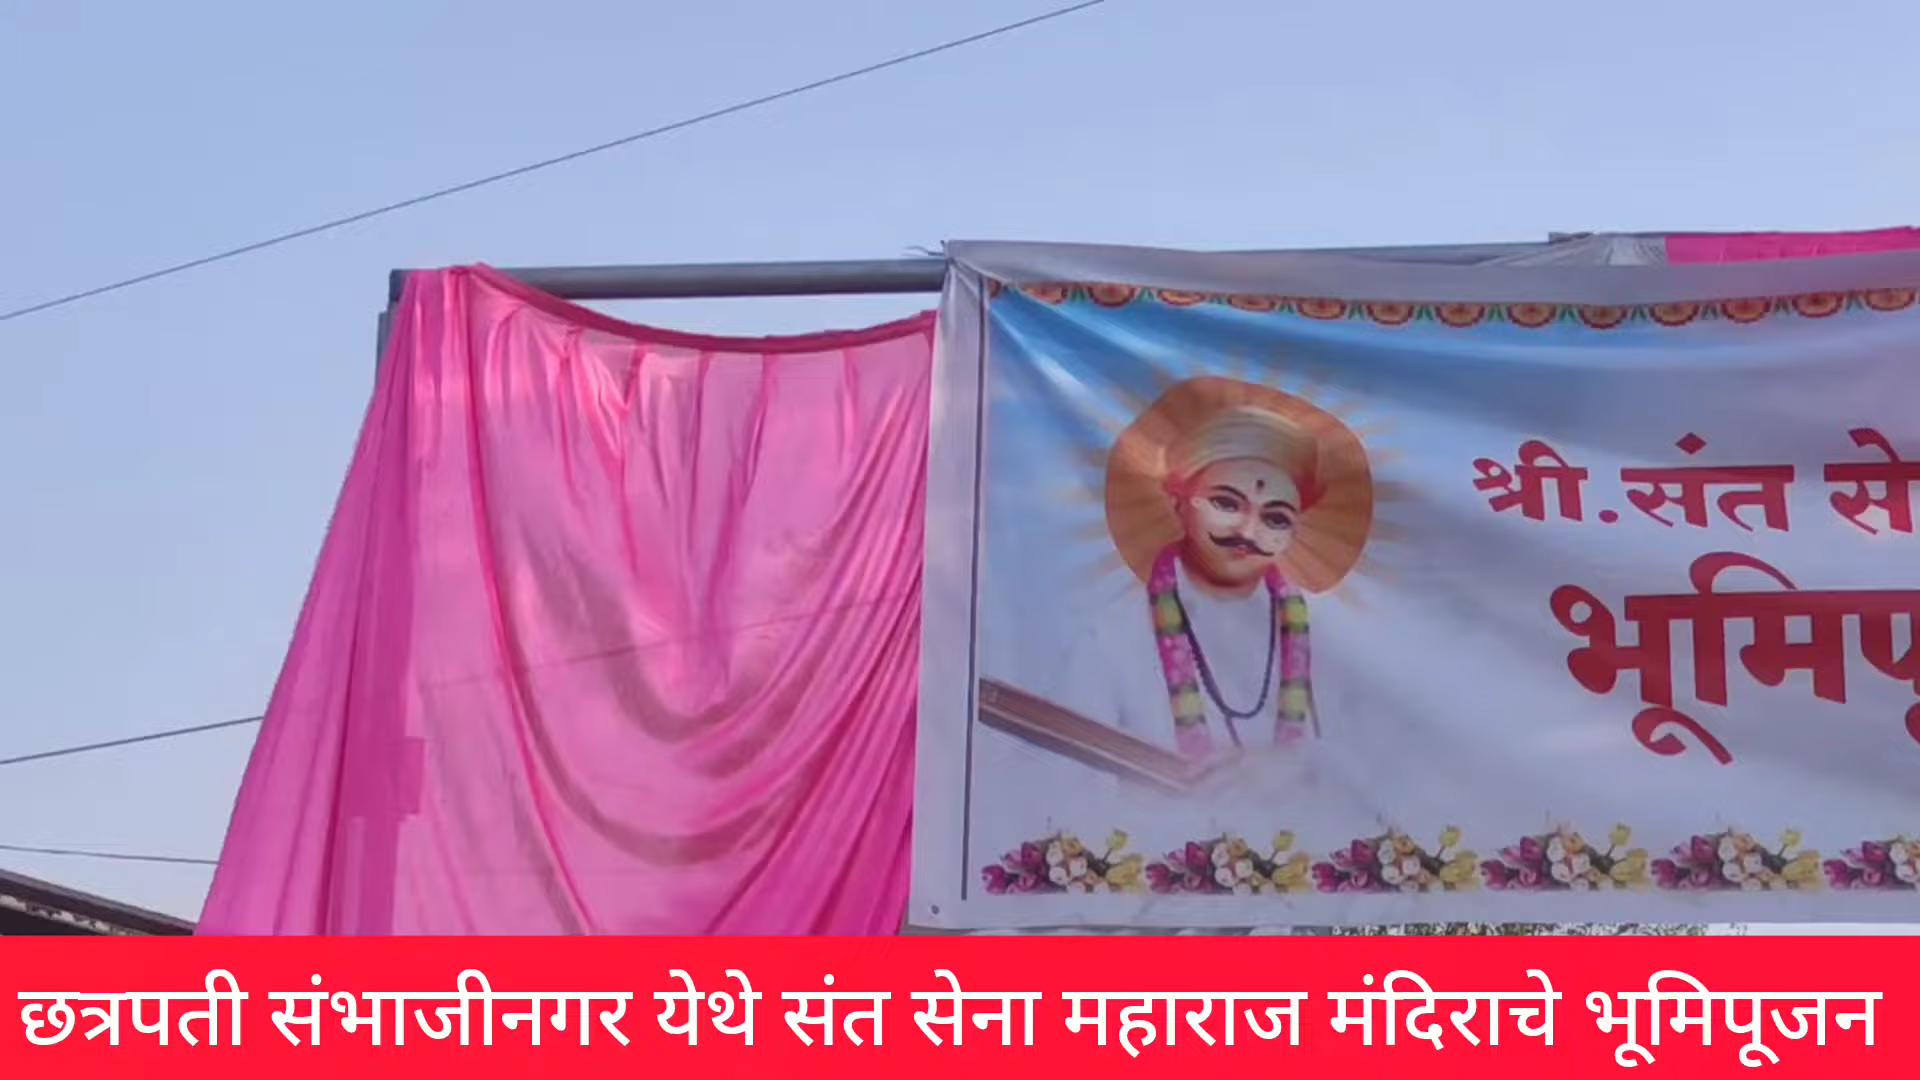 श्री.संत से
भूमिपू
छत्रपती संभाजीनगर येथे संत सेना महाराज मंदिराचे भूमिपूजन